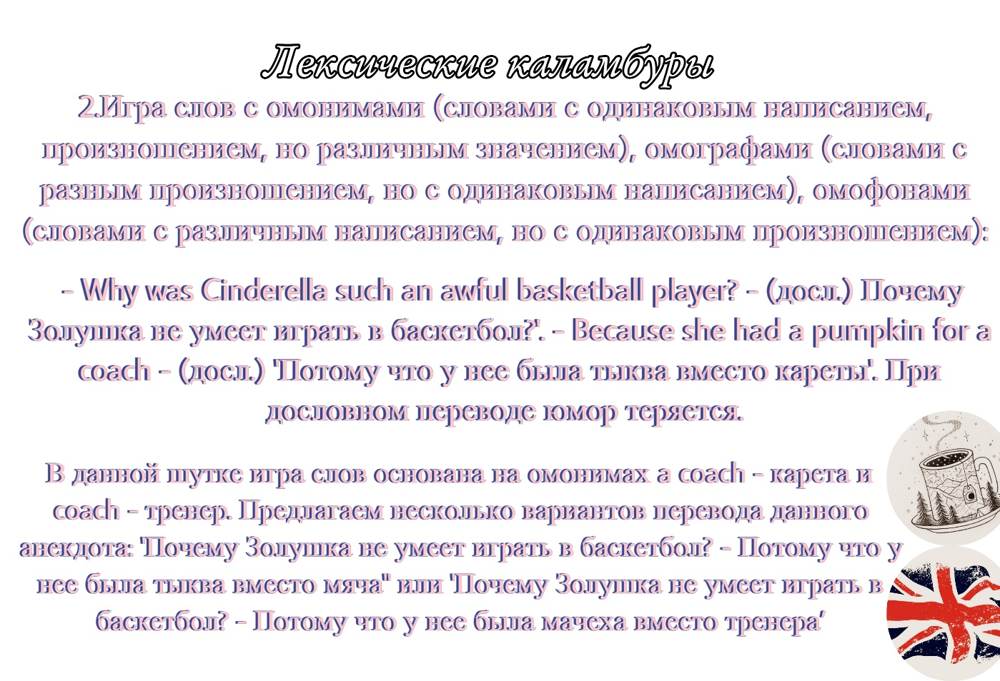 Лексические каламбуры
2.Игра слов с омонимами (словами с одинаковым написанием,
произношением, но различным значением), омографами (словами с
разным произношением, но с одинаковым написанием), омофонами
(словами с различным написанием, но с одинаковым произношением):
- Why was Cinderella such an awful basketball player? - (досл.) Почему
Золушка не умеет играть в баскетбол?'. - Because she had a pumpkin for a
coach - (досл.) 'Потому что у нее была тыква вместо кареты'. При
дословном переводе юмор теряется.
В данной шутке игра слов основана на омонимах a coach - карета и
coach - тренер. Предлагаем несколько вариантов перевода данного
анекдота: 'Почему Золушка не умеет играть в баскетбол? - Потому что у
нее была тыква вместо мяча" или 'Почему Золушка не умеет играть в
баскетбол? - Потому что у нее была мачеха вместо тренера'